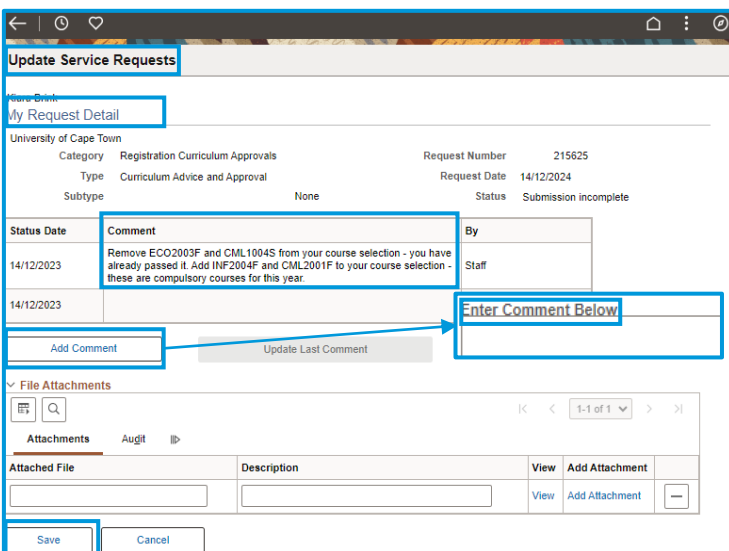 Update Service Requests
Kiara Brink
My Request Detail
University of Cape Town
Category Registration Curriculum Approvals Request Number 215625
Type Curriculum Advice and Approval Request Date 14/12/2024
Subtype None Status Submission incomplete
Status Date Comment By
Remove ECO2003F and CML1004S from your course selection - you have
14/12/2023 already passed it. Add INF2004F and CML2001F to your course selection - Staff
these are compulsory courses for this year.
14/12/2023
Enter Comment Below
Add Comment Update Last Comment
File Attachments
1-1 of 1
Attachments Audit
Attached File Description View Add Attachment
View Add Attachment
Save Cancel